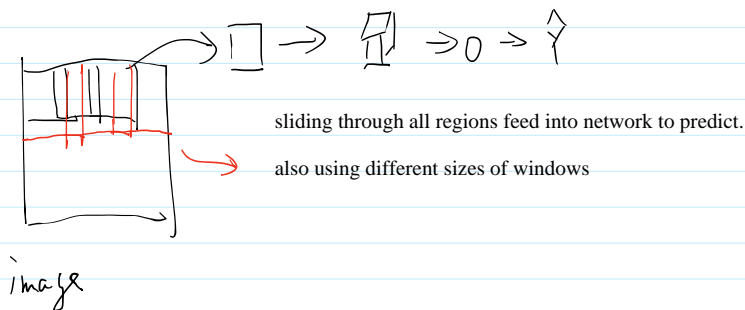 ŷ
sliding through all regions feed into network to predict.
also using different sizes of windows
image